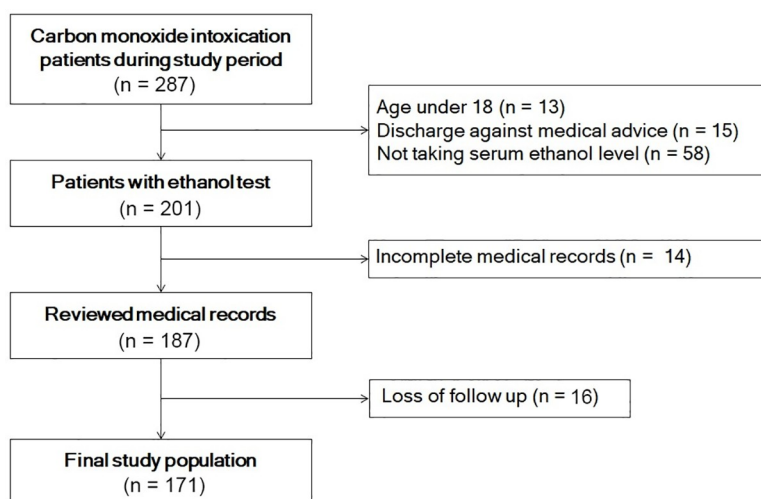 Carbon monoxide intoxication
patients during study period
(n = 287)
Age under 18 (n = 13)
Discharge against medical advice (n = 15)
Not taking serum ethanol level (n = 58)
Patients with ethanol test
(n = 201)
Incomplete medical records (n = 14)
Reviewed medical records
(n = 187)
Loss of follow up (n = 16)
Final study population
(n = 171)